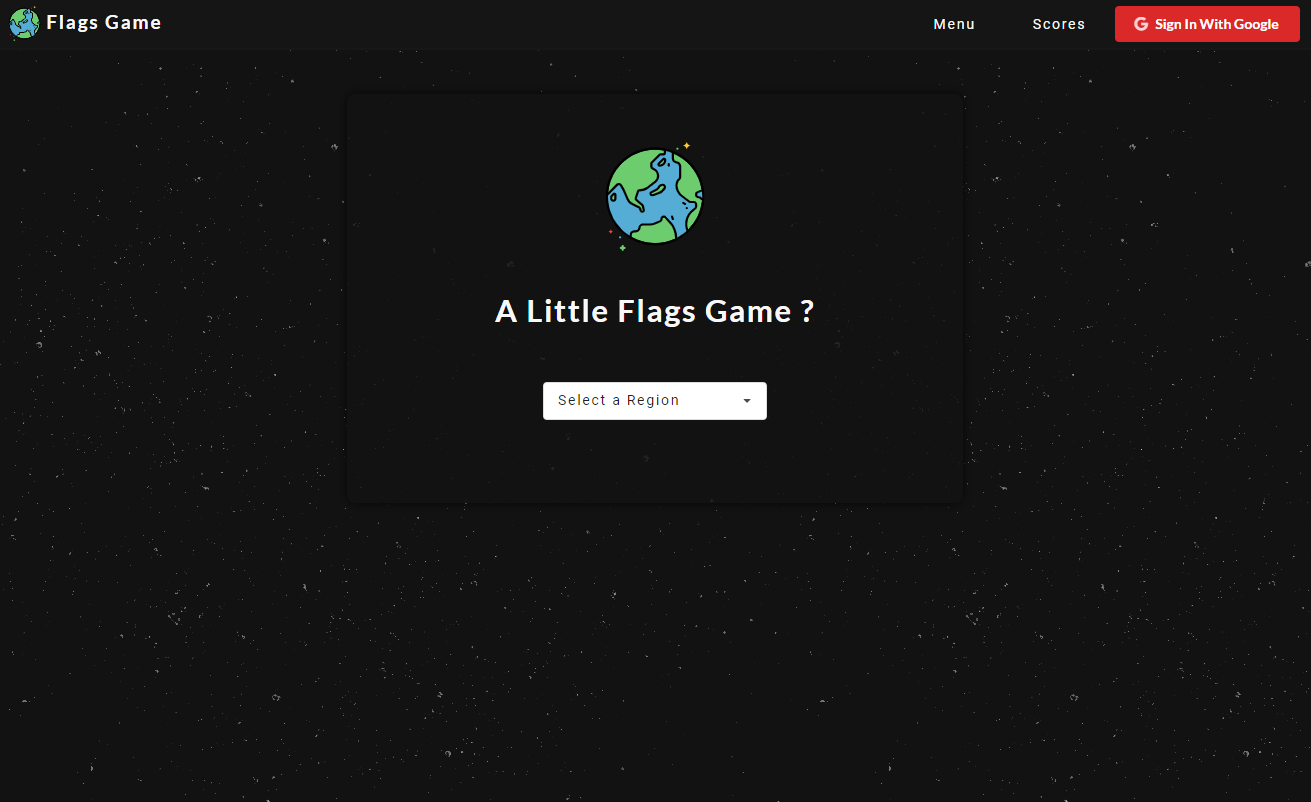 Flags Game
Menu
Scores
G Sign In With Google
A Little Flags Game ?
Select a Region